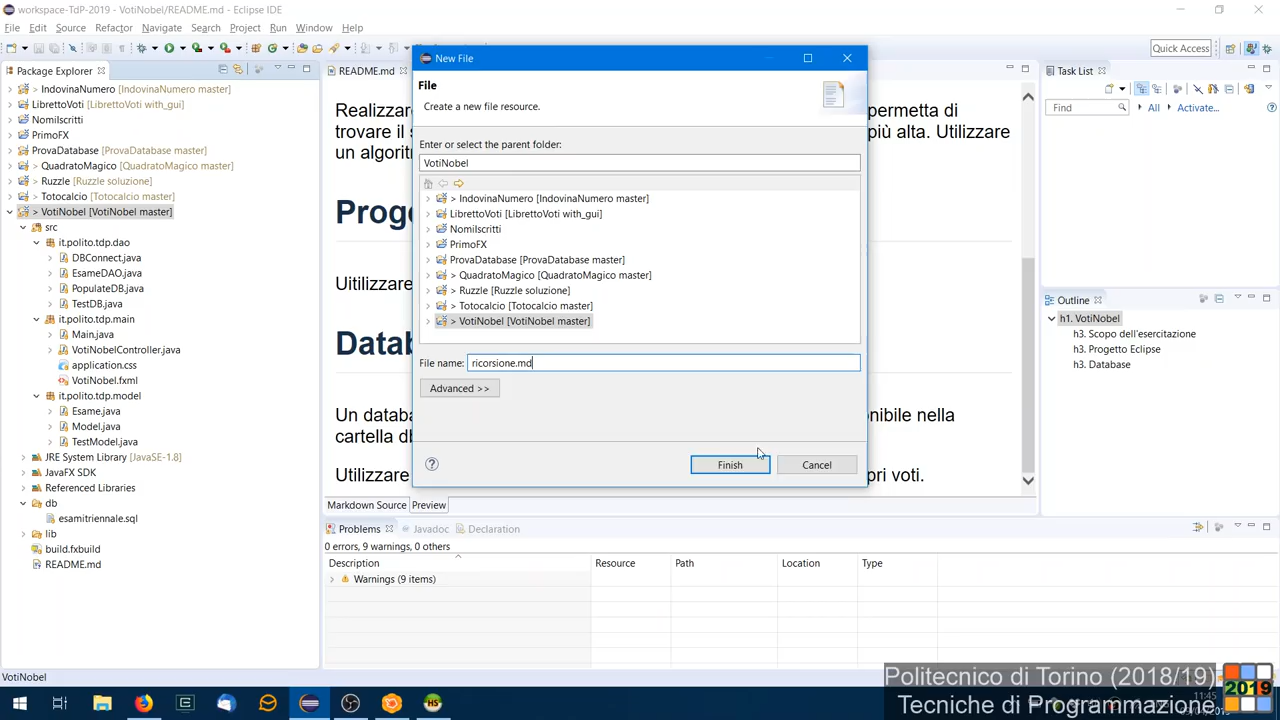 workspace-TdP-2019 - VotiNobel/README.md - Eclipse IDE
File Edit Source Refactor Navigate Search Project Run Window Help
Quick Access
Package Explorer
IndovinaNumero [IndovinaNumero master]
LibrettoVoti [LibrettoVoti with_gui]
NomiIscritti
PrimoFX
ProvaDatabase [ProvaDatabase master]
> QuadratoMagico [QuadratoMagico master]
> Ruzzle [Ruzzle soluzione]
> Totocalcio [Totocalcio master]
> VotiNobel [VotiNobel master]
src
it.polito.tdp.dao
DBConnect.java
EsameDAO.java
PopulateDB.java
TestDB.java
it.polito.tdp.main
Main.java
VotiNobelController.java
application.css
VotiNobel.fxml
it.polito.tdp.model
Esame.java
Model.java
TestModel.java
JRE System Library [JavaSE-1.8]
JavaFX SDK
Referenced Libraries
db
esamitriennale.sql
lib
build.fxbuild
README.md
VotiNobel
README.md
Realizzare
permetta di
trovare il s
più alta. Utilizzare
un algorit
Proge
Uitilizzare
Datab
Un databa
onibile nella
cartella db
Utilizzare
pri voti.
Markdown Source Preview
New File
File
Create a new file resource.
Enter or select the parent folder:
VotiNobel
> IndovinaNumero [IndovinaNumero master]
LibrettoVoti [LibrettoVoti with_gui]
NomiIscritti
PrimoFX
ProvaDatabase [ProvaDatabase master]
> QuadratoMagico [QuadratoMagico master]
> Ruzzle [Ruzzle soluzione]
> Totocalcio [Totocalcio master]
> VotiNobel [VotiNobel master]
File name: ricorsione.md
Advanced >>
Finish Cancel
Problems Javadoc Declaration
0 errors, 9 warnings, 0 others
Description Resource Path Location Type
Warnings (9 items)
Task List
Find All Activate...
Outline
h1. VotiNobel
h3. Scopo dell'esercitazione
h3. Progetto Eclipse
h3. Database
Politecnico di Torino (2018/19)
Tecniche di Programmazione
2019
11:45